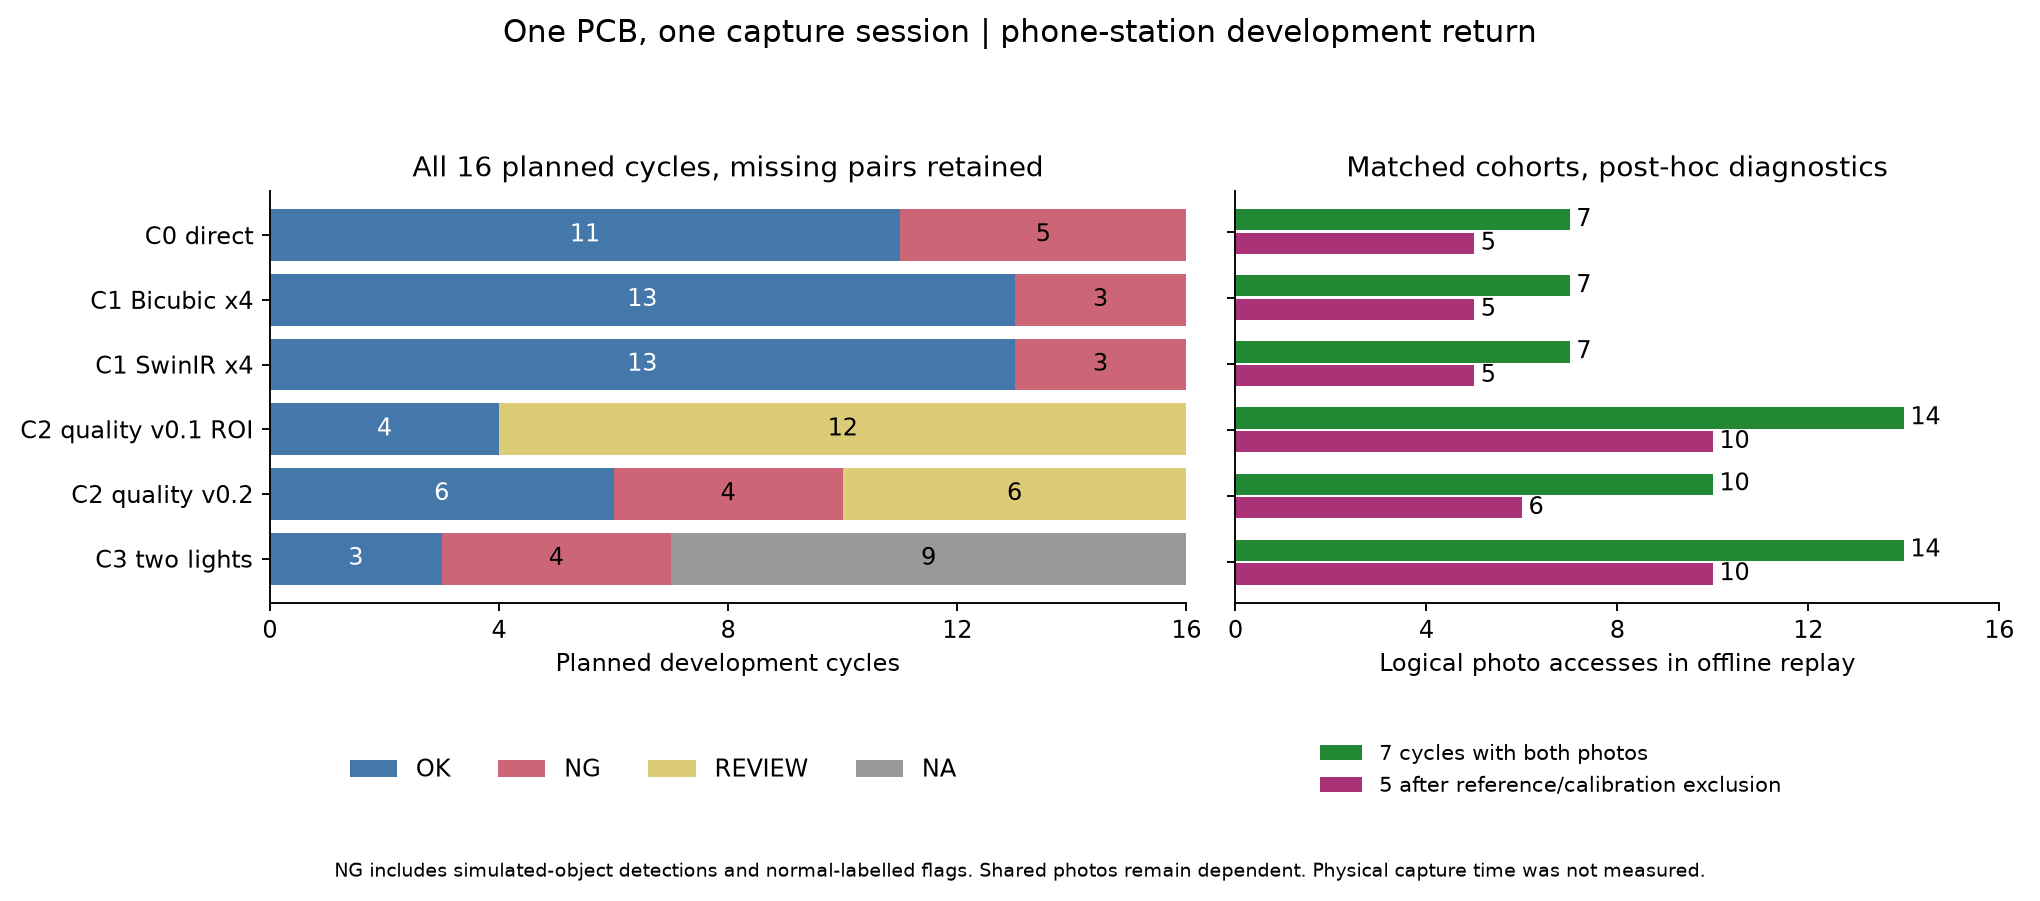 One PCB, one capture session | phone-station development return
All 16 planned cycles, missing pairs retained
C0 direct
11
5
C1 Bicubic x4
13
3
C1 SwinIR x4
13
3
C2 quality v0.1 ROI
4
12
C2 quality v0.2
6
4
6
C3 two lights
3
4
9
0
4
8
12
16
Planned development cycles
OK
NG
REVIEW
NA
Matched cohorts, post-hoc diagnostics
7
5
7
5
7
5
14
10
10
6
14
10
0
4
8
12
16
Logical photo accesses in offline replay
7 cycles with both photos
5 after reference/calibration exclusion
NG includes simulated-object detections and normal-labelled flags. Shared photos remain dependent. Physical capture time was not measured.